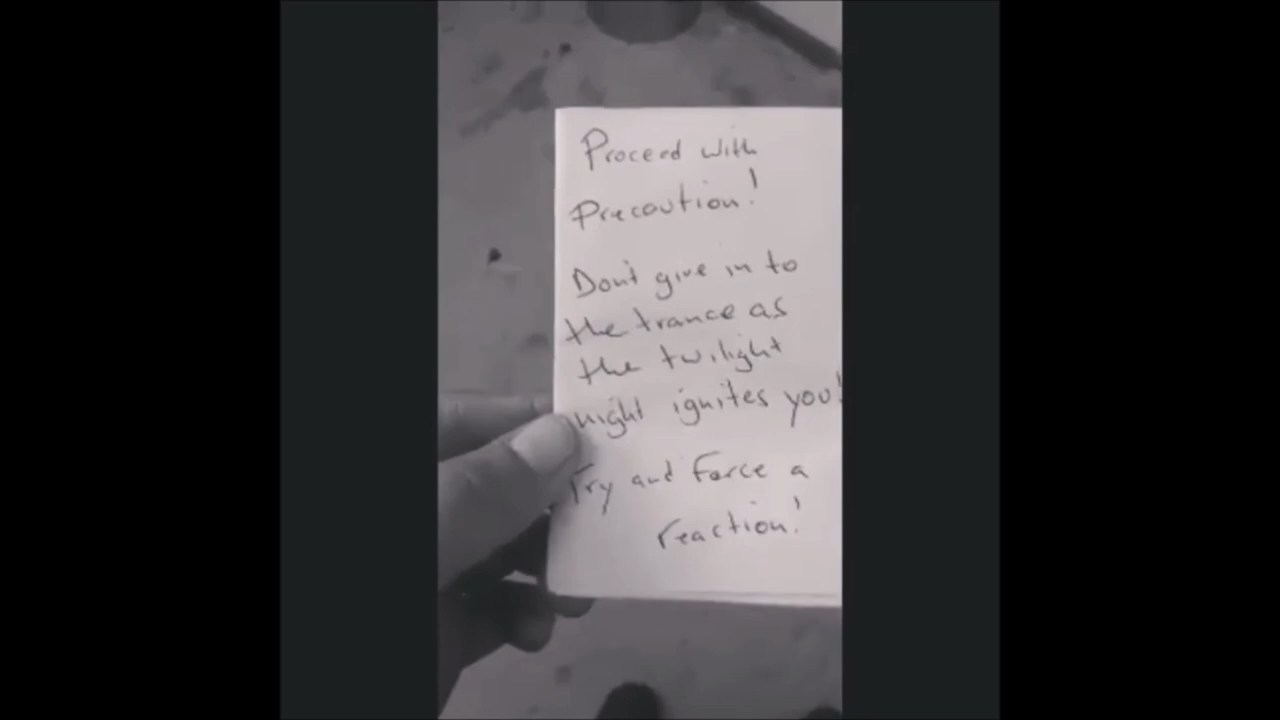 Proceed with
Precaution!
Don't give in to
the trance as
the twilight
night ignites you!
Try and Force a
reaction!